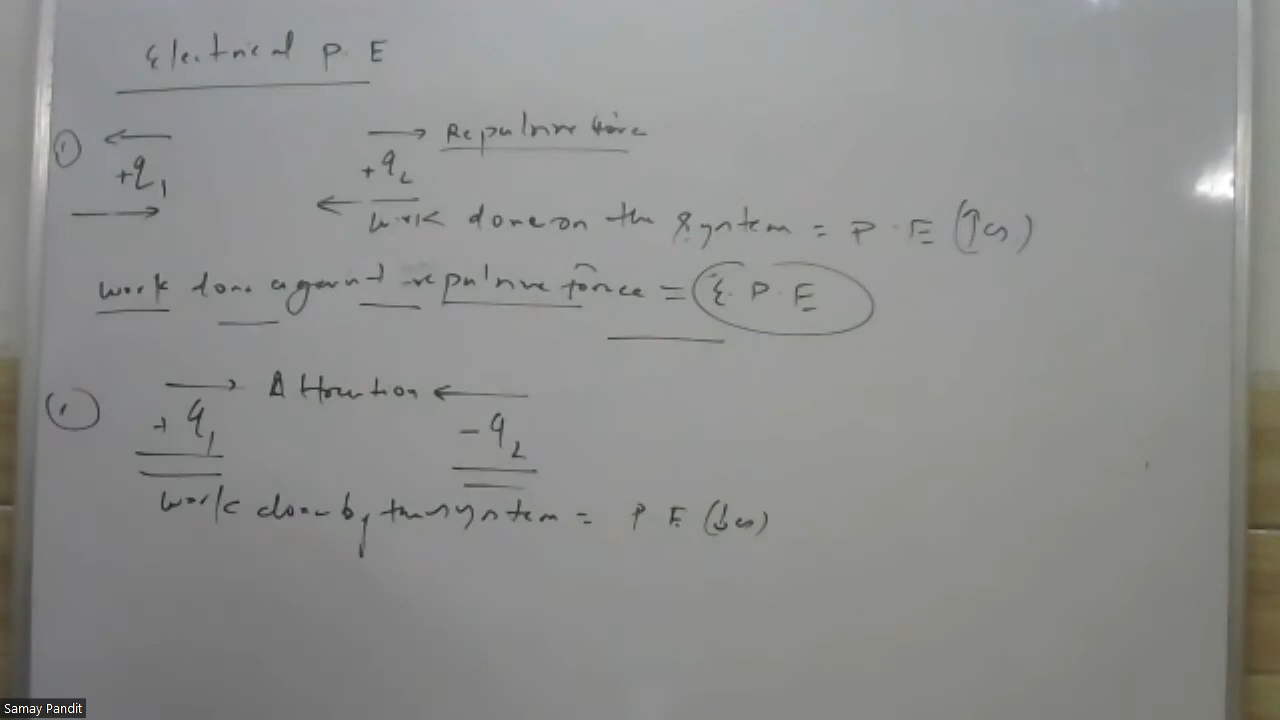 Electrical P. E
① ← → Repulsive force
+q₁ +q₂
→ ←
work done on the system = P. E (↑es)
work done against repulsive force = E. P. E
→ Attraction ←
+q₁ -q₂
work done by the system = P E. (↓es)
Samay Pandit